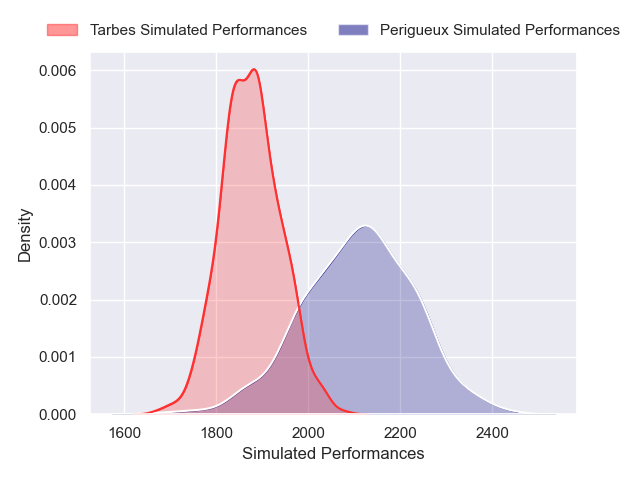 Tarbes Simulated Performances Perigueux Simulated Performances
0.006
0.005
0.004
0.003
0.002
0.001
0.000
Density
1600 1800 2000 2200 2400
Simulated Performances